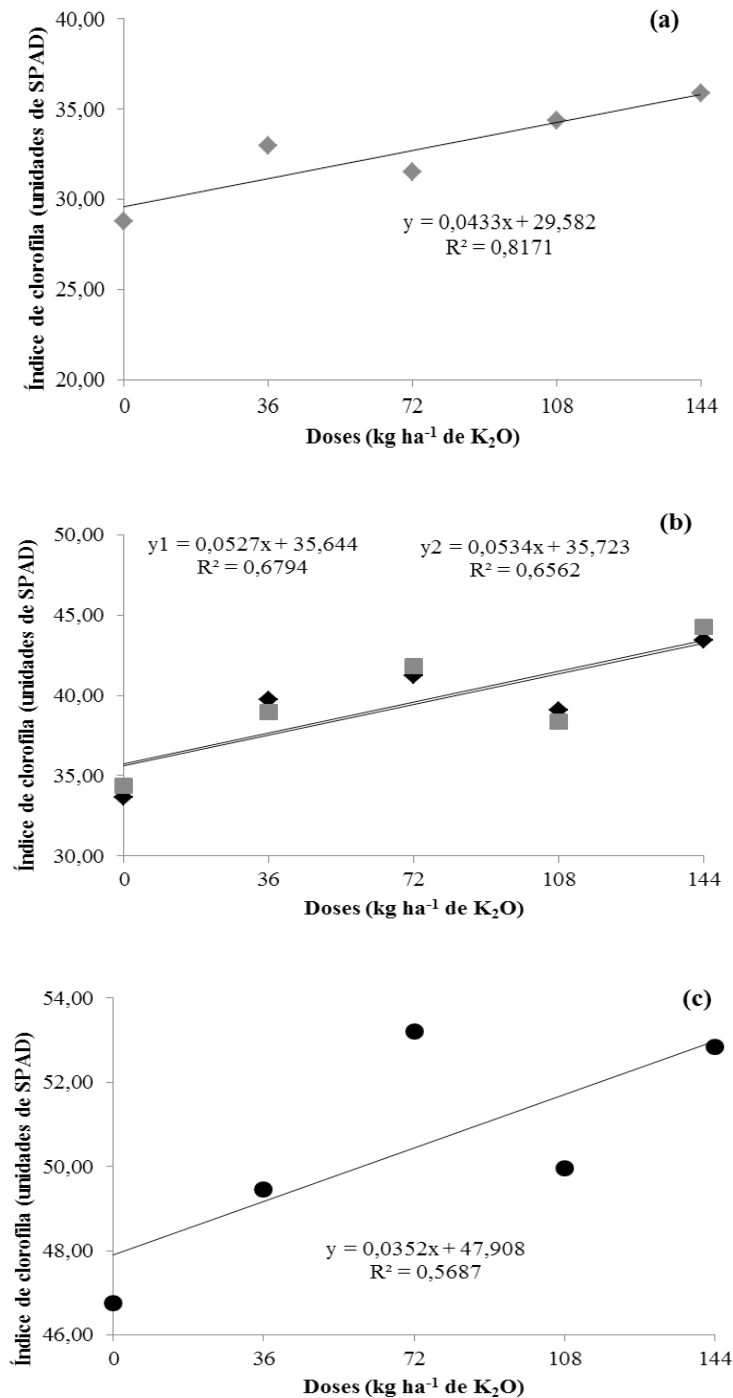 (a)
Índice de clorofila (unidades de SPAD)
40,00
35,00
30,00
25,00
20,00
y = 0,0433x + 29,582
R² = 0,8171
0 36 72 108 144
Doses (kg ha⁻¹ de K₂O)
(b)
Índice de clorofila (unidades de SPAD)
50,00
45,00
40,00
35,00
30,00
y1 = 0,0527x + 35,644 y2 = 0,0534x + 35,723
R² = 0,6794 R² = 0,6562
0 36 72 108 144
Doses (kg ha⁻¹ de K₂O)
(c)
Índice de clorofila (unidades de SPAD)
54,00
52,00
50,00
48,00
46,00
y = 0,0352x + 47,908
R² = 0,5687
0 36 72 108 144
Doses (kg ha⁻¹ de K₂O)